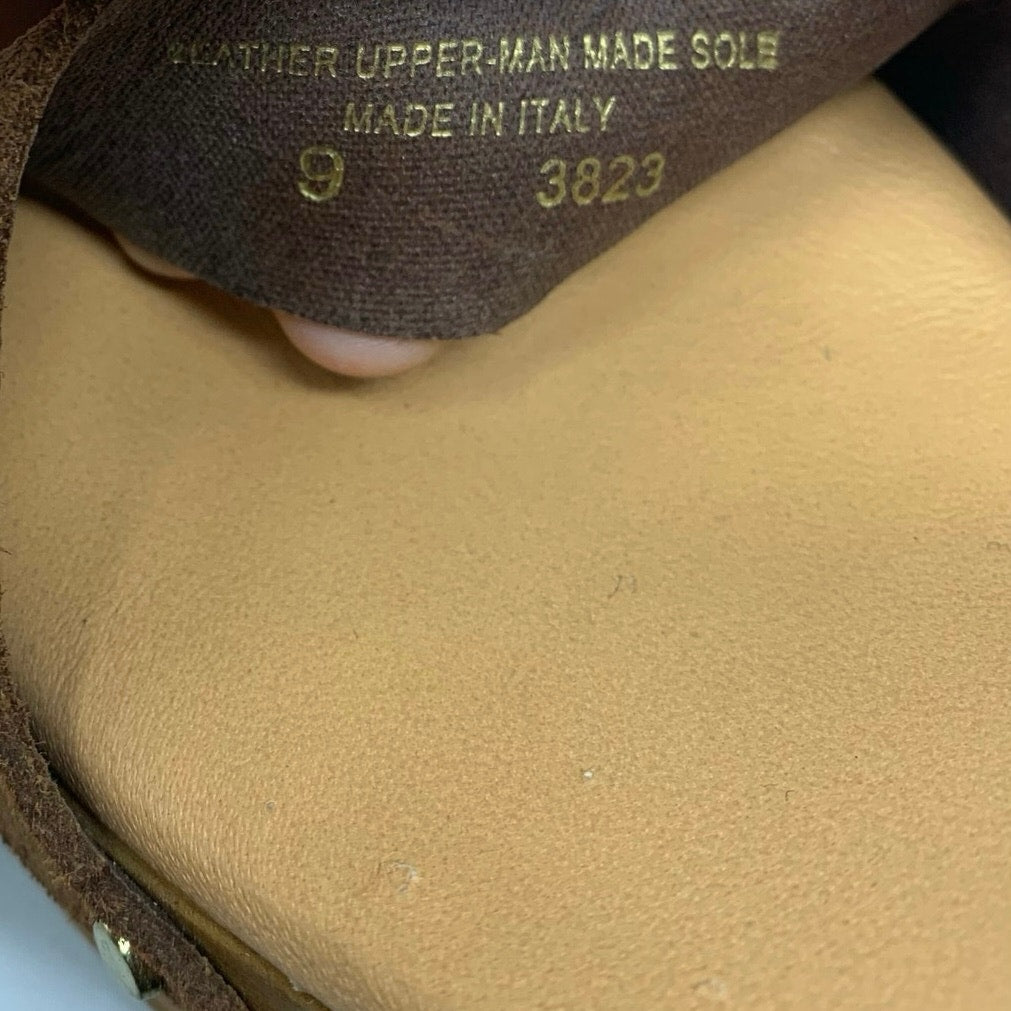 LEATHER UPPER-MAN MADE SOLE
MADE IN ITALY
9 3823